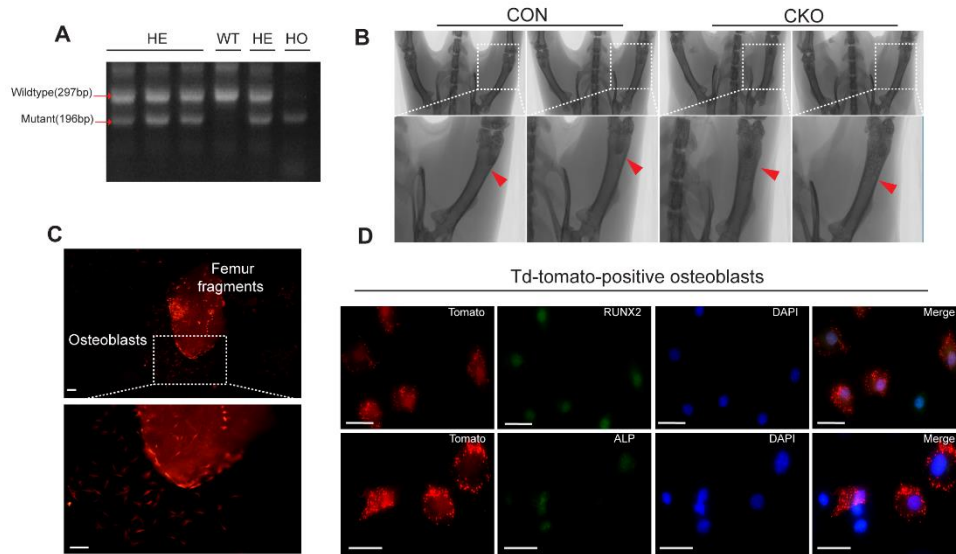 A
HE
WT
HE
HO
Wildtype(297bp)
Mutant(196bp)
B
CON
CKO
C
Femur
fragments
Osteoblasts
D
Td-tomato-positive osteoblasts
Tomato
RUNX2
DAPI
Merge
Tomato
ALP
DAPI
Merge